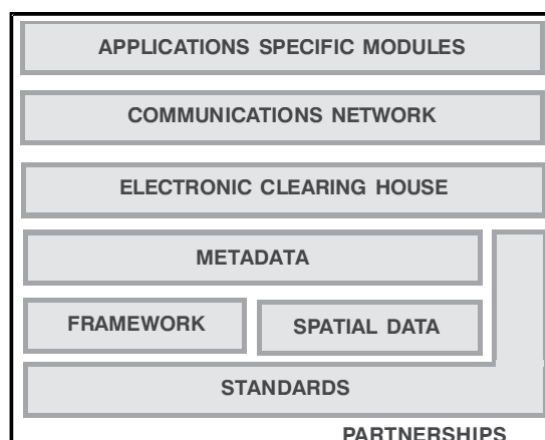 APPLICATIONS SPECIFIC MODULES
COMMUNICATIONS NETWORK
ELECTRONIC CLEARING HOUSE
METADATA
FRAMEWORK
SPATIAL DATA
STANDARDS
PARTNERSHIPS